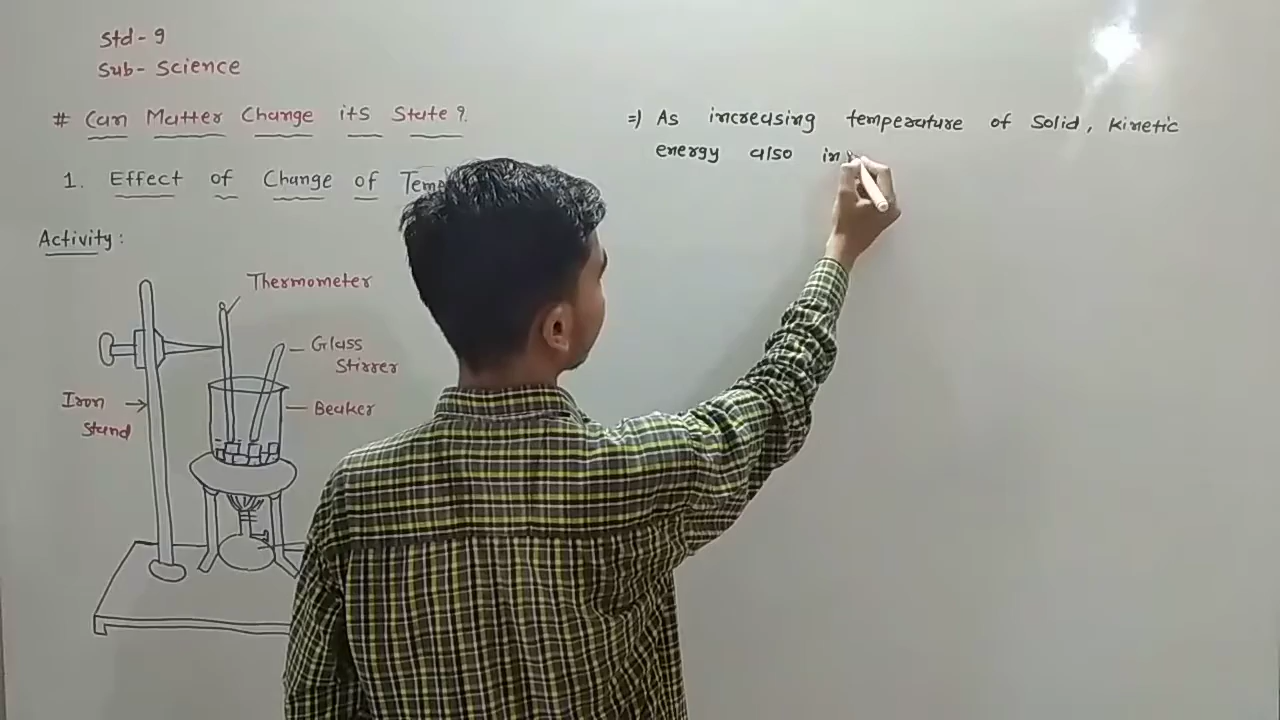 Std - 9
Sub - Science
# Can Matter Change its State ?
1. Effect of Change of
Activity :
Thermometer
Glass
Stirrer
Beaker
Iron
Stand
=) As increasing temperature of Solid, Kinetic
energy also